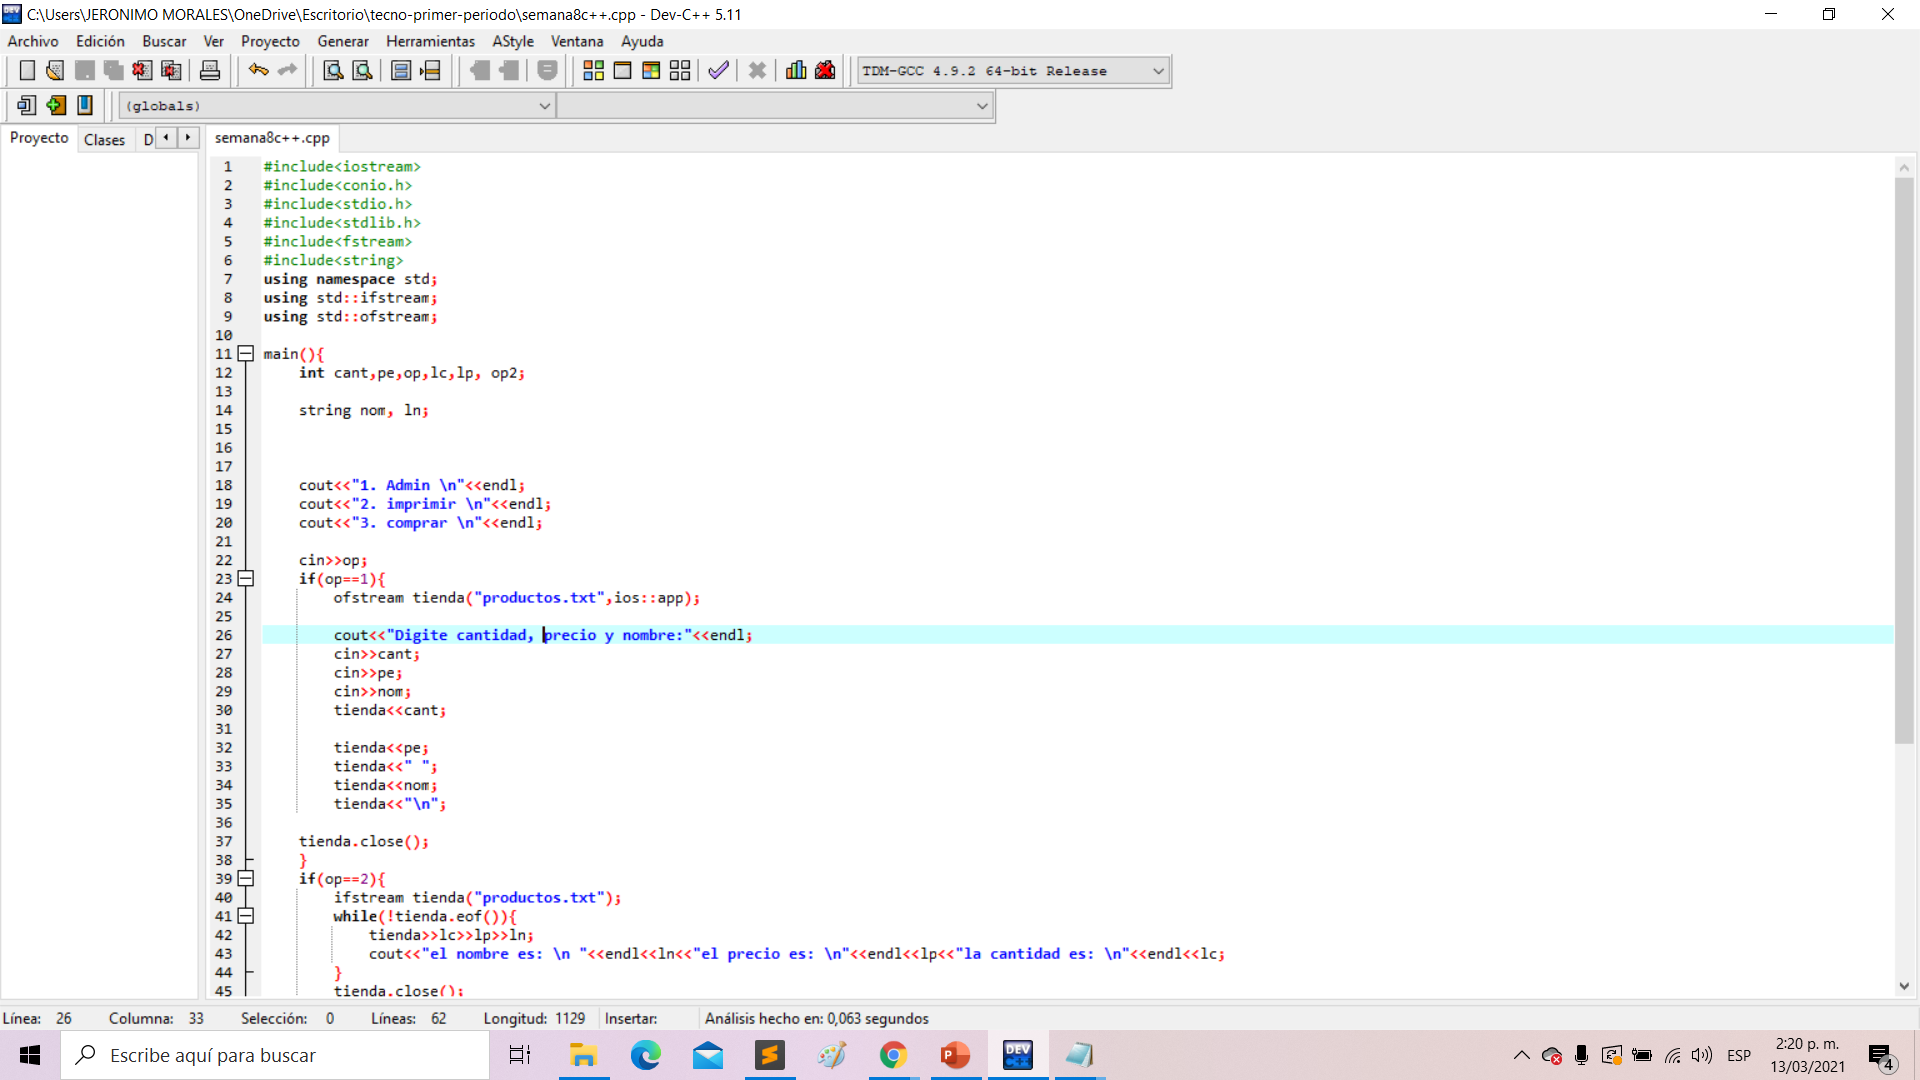 C:\Users\JERONIMO MORALES\OneDrive\Escritorio\tecno-primer-periodo\semana8c++.cpp - Dev-C++ 5.11
Archivo Edición Buscar Ver Proyecto Generar Herramientas AStyle Ventana Ayuda
TDM-GCC 4.9.2 64-bit Release
(globals)
Proyecto Clases D semana8c++.cpp
1 #include<iostream>
2 #include<conio.h>
3 #include<stdio.h>
4 #include<stdlib.h>
5 #include<fstream>
6 #include<string>
7 using namespace std;
8 using std::ifstream;
9 using std::ofstream;
10
11 main(){
12 int cant,pe,op,lc,lp, op2;
13
14 string nom, ln;
15
16
17
18 cout<<"1. Admin \n"<<endl;
19 cout<<"2. imprimir \n"<<endl;
20 cout<<"3. comprar \n"<<endl;
21
22 cin>>op;
23 if(op==1){
24 ofstream tienda("productos.txt",ios::app);
25
26 cout<<"Digite cantidad, precio y nombre:"<<endl;
27 cin>>cant;
28 cin>>pe;
29 cin>>nom;
30 tienda<<cant;
31
32 tienda<<pe;
33 tienda<<" ";
34 tienda<<nom;
35 tienda<<"\n";
36
37 tienda.close();
38 }
39 if(op==2){
40 ifstream tienda("productos.txt");
41 while(!tienda.eof()){
42 tienda>>lc>>lp>>ln;
43 cout<<"el nombre es: \n "<<endl<<ln<<"el precio es: \n"<<endl<<lp<<"la cantidad es: \n"<<endl<<lc;
44 }
45 tienda.close();
Línea: 26 Columna: 33 Selección: 0 Líneas: 62 Longitud: 1129 Insertar: Análisis hecho en: 0,063 segundos
Escribe aquí para buscar
DEV C++
ESP
2:20 p. m.
13/03/2021
4